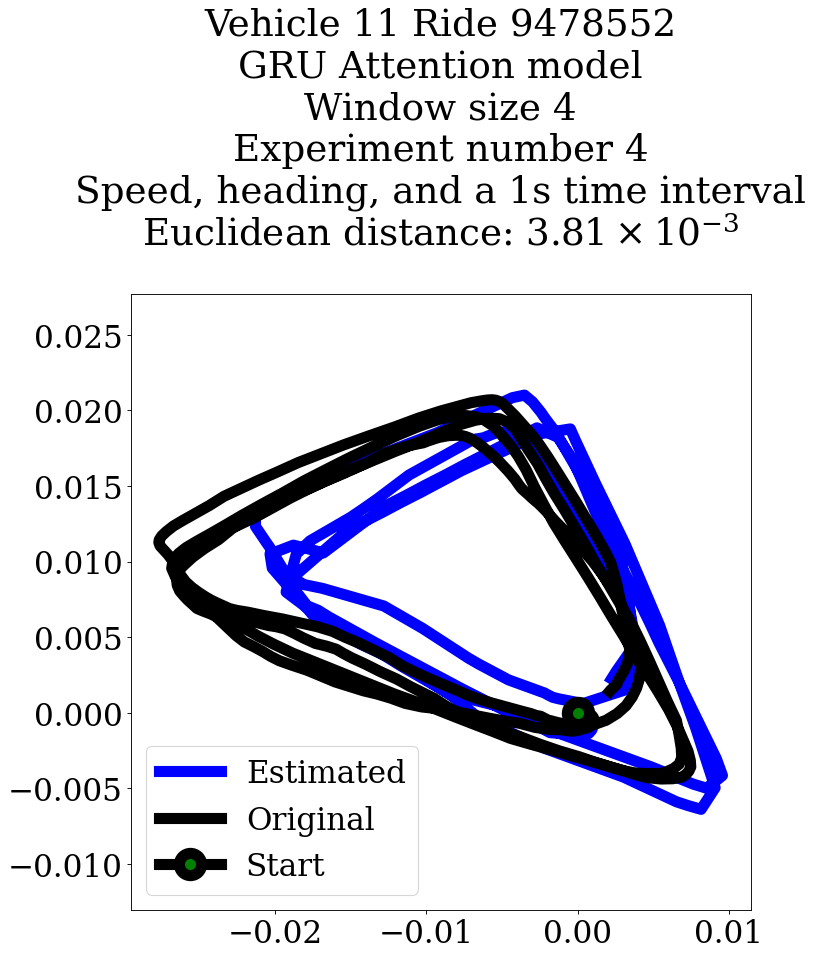 Vehicle 11 Ride 9478552
GRU Attention model
Window size 4
Experiment number 4
Speed, heading, and a 1s time interval
Euclidean distance: 3.81 × 10⁻³
0.025
0.020
0.015
0.010
0.005
0.000
−0.005
−0.010
Estimated
Original
Start
−0.02
−0.01
0.00
0.01